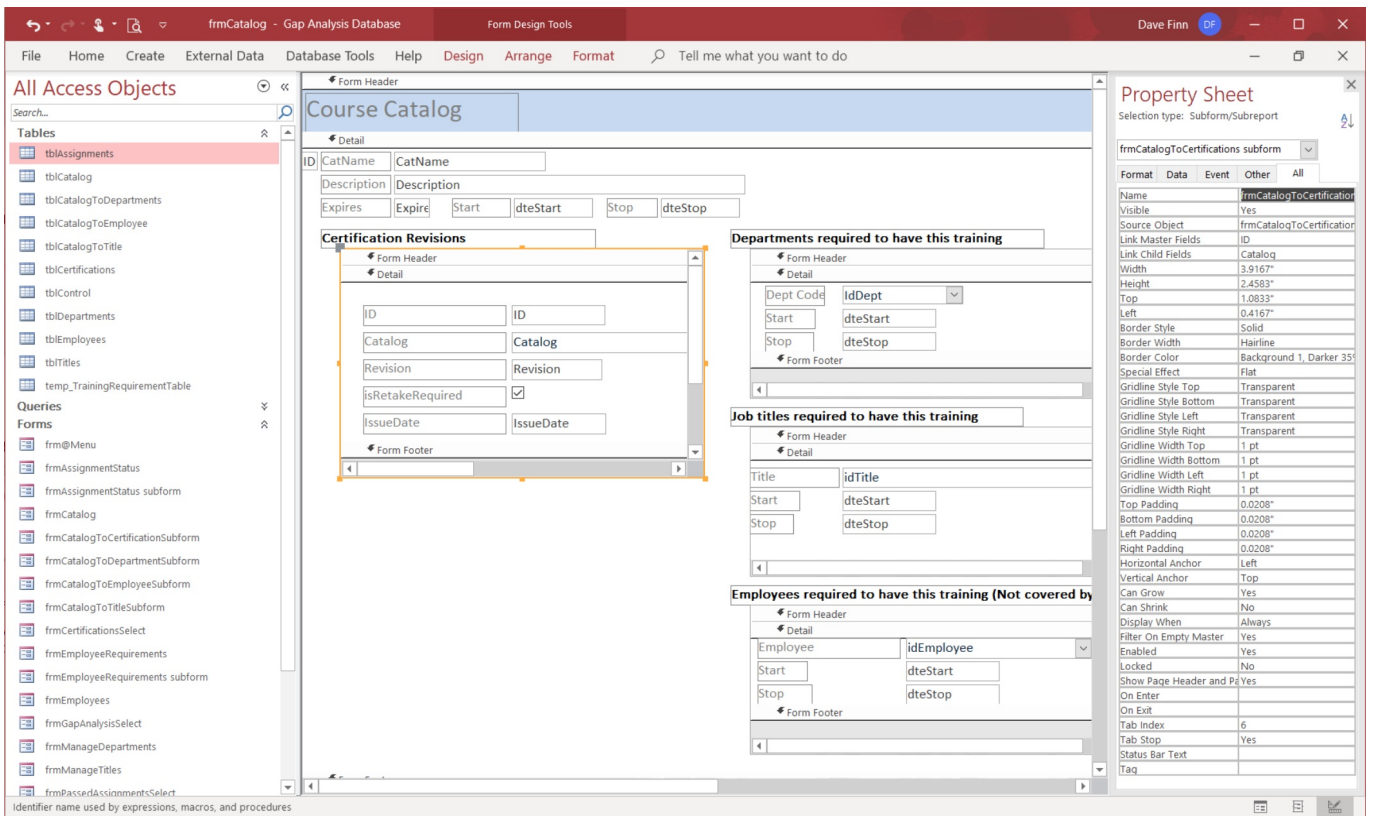 frmCatalog - Gap Analysis Database
Form Design Tools
Dave Finn
DF
File Home Create External Data Database Tools Help Design Arrange Format Tell me what you want to do
All Access Objects
Search...
Tables
tblAssignments
tblCatalog
tblCatalogToDepartments
tblCatalogToEmployee
tblCatalogToTitle
tblCertifications
tblControl
tblDepartments
tblEmployees
tblTitles
temp_TrainingRequirementTable
Queries
Forms
frm@Menu
frmAssignmentStatus
frmAssignmentStatus subform
frmCatalog
frmCatalogToCertificationSubform
frmCatalogToDepartmentSubform
frmCatalogToEmployeeSubform
frmCatalogToTitleSubform
frmCertificationsSelect
frmEmployeeRequirements
frmEmployeeRequirements subform
frmEmployees
frmGapAnalysisSelect
frmManageDepartments
frmManageTitles
frmPassedAssignmentsSelect
Form Header
Course Catalog
Detail
ID CatName CatName
Description Description
Expires Expire Start dteStart Stop dteStop
Certification Revisions
Form Header
Detail
ID ID
Catalog Catalog
Revision Revision
isRetakeRequired
IssueDate IssueDate
Form Footer
Departments required to have this training
Form Header
Detail
Dept Code IdDept
Start dteStart
Stop dteStop
Form Footer
Job titles required to have this training
Form Header
Detail
Title idTitle
Start dteStart
Stop dteStop
Employees required to have this training (Not covered by
Form Header
Detail
Employee idEmployee
Start dteStart
Stop dteStop
Form Footer
Property Sheet
Selection type: Subform/Subreport
frmCatalogToCertifications subform
Format Data Event Other All
Name frmCatalogToCertification
Visible Yes
Source Object frmCatalogToCertification
Link Master Fields ID
Link Child Fields Catalog
Width 3.9167"
Height 2.4583"
Top 1.0833"
Left 0.4167"
Border Style Solid
Border Width Hairline
Border Color Background 1, Darker 35%
Special Effect Flat
Gridline Style Top Transparent
Gridline Style Bottom Transparent
Gridline Style Left Transparent
Gridline Style Right Transparent
Gridline Width Top 1 pt
Gridline Width Bottom 1 pt
Gridline Width Left 1 pt
Gridline Width Right 1 pt
Top Padding 0.0208"
Bottom Padding 0.0208"
Left Padding 0.0208"
Right Padding 0.0208"
Horizontal Anchor Left
Vertical Anchor Top
Can Grow Yes
Can Shrink No
Display When Always
Filter On Empty Master Yes
Enabled Yes
Locked No
Show Page Header and Pa Yes
On Enter
On Exit
Tab Index 6
Tab Stop Yes
Status Bar Text
Tag
Identifier name used by expressions, macros, and procedures